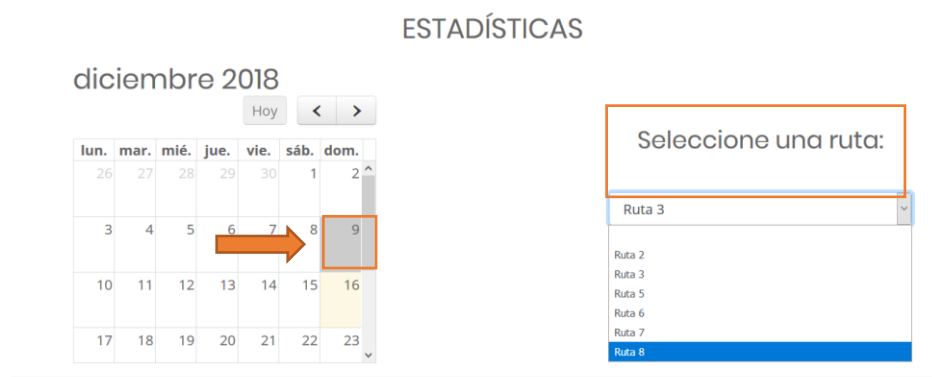 ESTADÍSTICAS
diciembre 2018
Hoy
lun. mar. mié. jue. vie. sáb. dom.
26 27 28 29 30 1 2
3 4 5 6 7 8 9
10 11 12 13 14 15 16
17 18 19 20 21 22 23
Seleccione una ruta:
Ruta 3
Ruta 2
Ruta 3
Ruta 5
Ruta 6
Ruta 7
Ruta 8